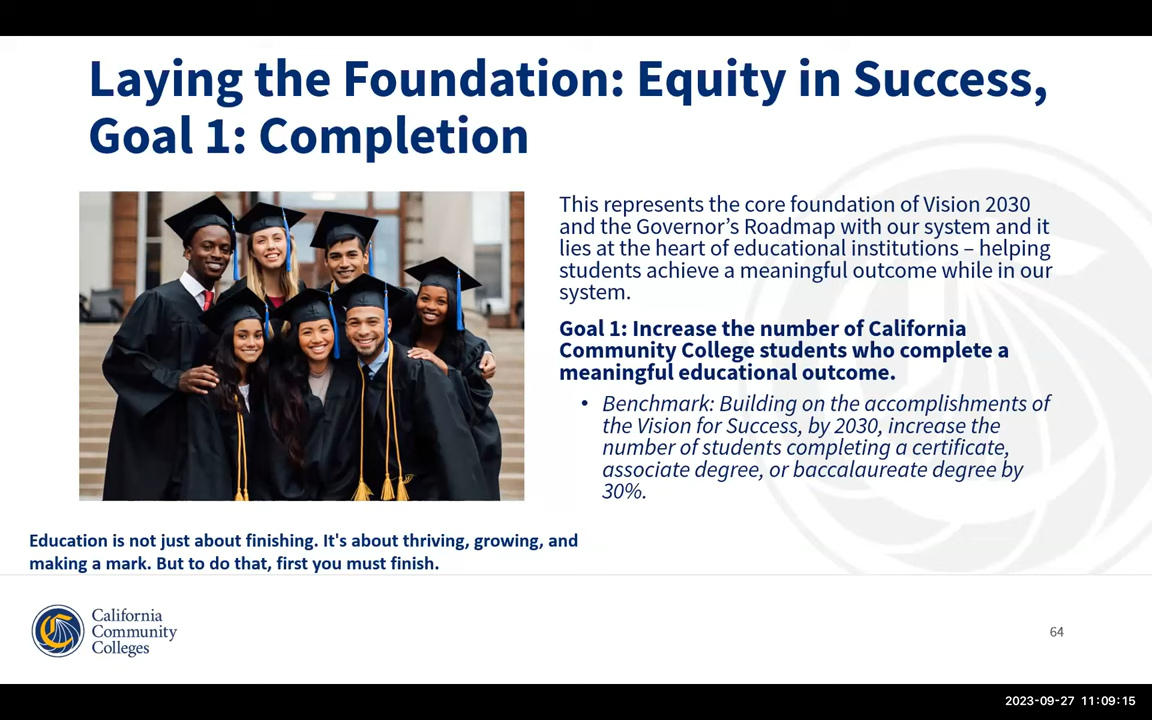 Laying the Foundation: Equity in Success,
Goal 1: Completion
This represents the core foundation of Vision 2030
and the Governor’s Roadmap with our system and it
lies at the heart of educational institutions – helping
students achieve a meaningful outcome while in our
system.
Goal 1: Increase the number of California
Community College students who complete a
meaningful educational outcome.
• Benchmark: Building on the accomplishments of
the Vision for Success, by 2030, increase the
number of students completing a certificate,
associate degree, or baccalaureate degree by
30%.
Education is not just about finishing. It's about thriving, growing, and
making a mark. But to do that, first you must finish.
California
Community
Colleges
64
2023-09-27 11:09:15